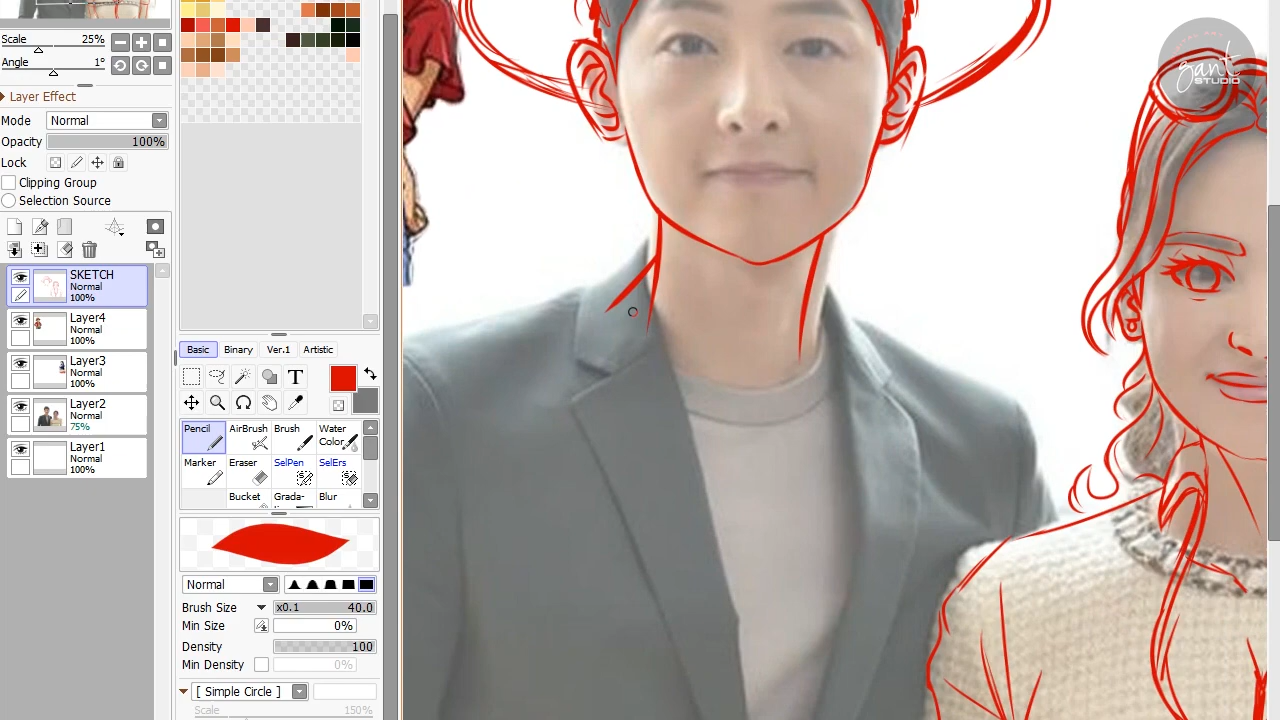 Scale 25%
Angle 1°
Layer Effect
Mode Normal
Opacity 100%
Lock
Clipping Group
Selection Source
SKETCH
Normal
100%
Layer4
Normal
100%
Layer3
Normal
100%
Layer2
Normal
75%
Layer1
Normal
100%
Basic Binary Ver.1 Artistic
T
Pencil AirBrush Brush Water
Color
Marker Eraser SelPen SelErs
Bucket Grada- Blur
Normal
Brush Size x0.1 40.0
Min Size 0%
Density 100
Min Density 0%
[ Simple Circle ]
Scale 150%
gant
STUDIO